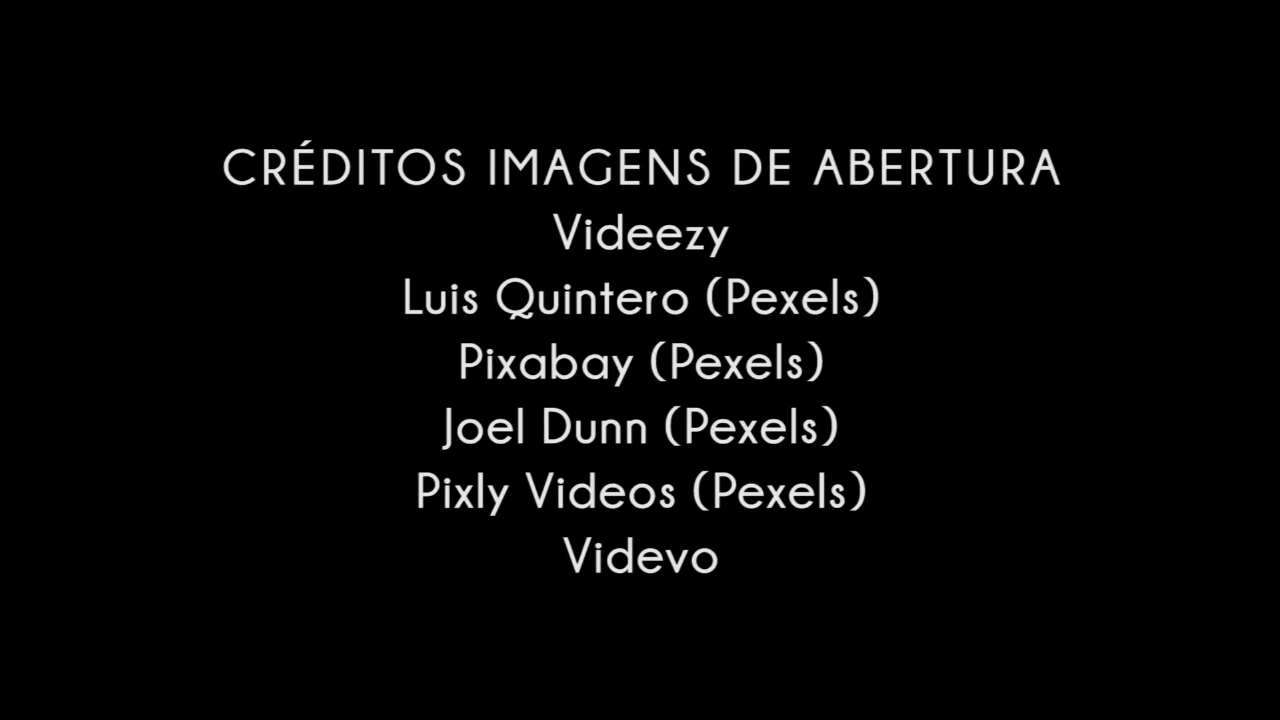 CRÉDITOS IMAGENS DE ABERTURA
Videezy
Luis Quintero (Pexels)
Pixabay (Pexels)
Joel Dunn (Pexels)
Pixly Videos (Pexels)
Videvo